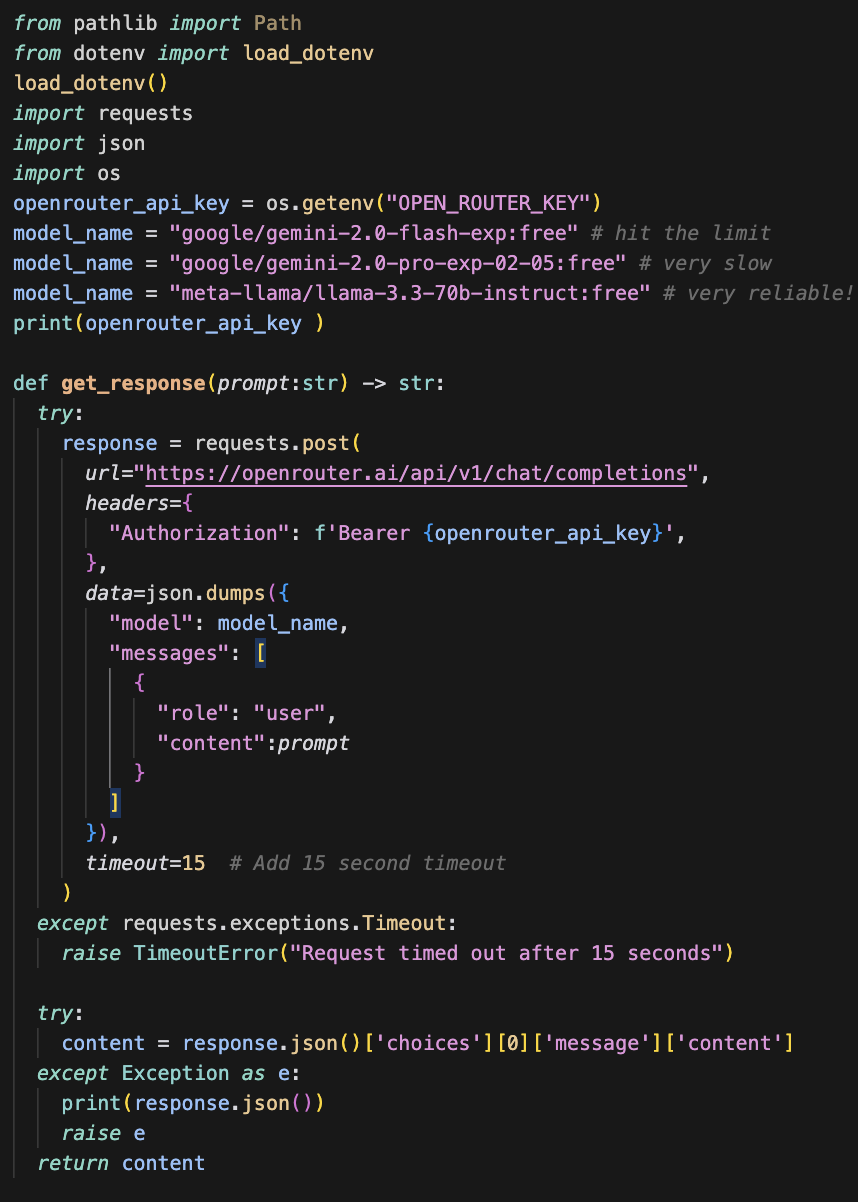 from pathlib import Path
from dotenv import load_dotenv
load_dotenv()
import requests
import json
import os
openrouter_api_key = os.getenv("OPEN_ROUTER_KEY")
model_name = "google/gemini-2.0-flash-exp:free" # hit the limit
model_name = "google/gemini-2.0-pro-exp-02-05:free" # very slow
model_name = "meta-llama/llama-3.3-70b-instruct:free" # very reliable!
print(openrouter_api_key )

def get_response(prompt:str) -> str:
  try:
    response = requests.post(
      url="https://openrouter.ai/api/v1/chat/completions",
      headers={
        "Authorization": f'Bearer {openrouter_api_key}',
      },
      data=json.dumps({
        "model": model_name,
        "messages": [
          {
            "role": "user",
            "content":prompt
          }
        ]
      }),
      timeout=15  # Add 15 second timeout
    )
  except requests.exceptions.Timeout:
    raise TimeoutError("Request timed out after 15 seconds")

  try:
    content = response.json()['choices'][0]['message']['content']
  except Exception as e:
    print(response.json())
    raise e
  return content